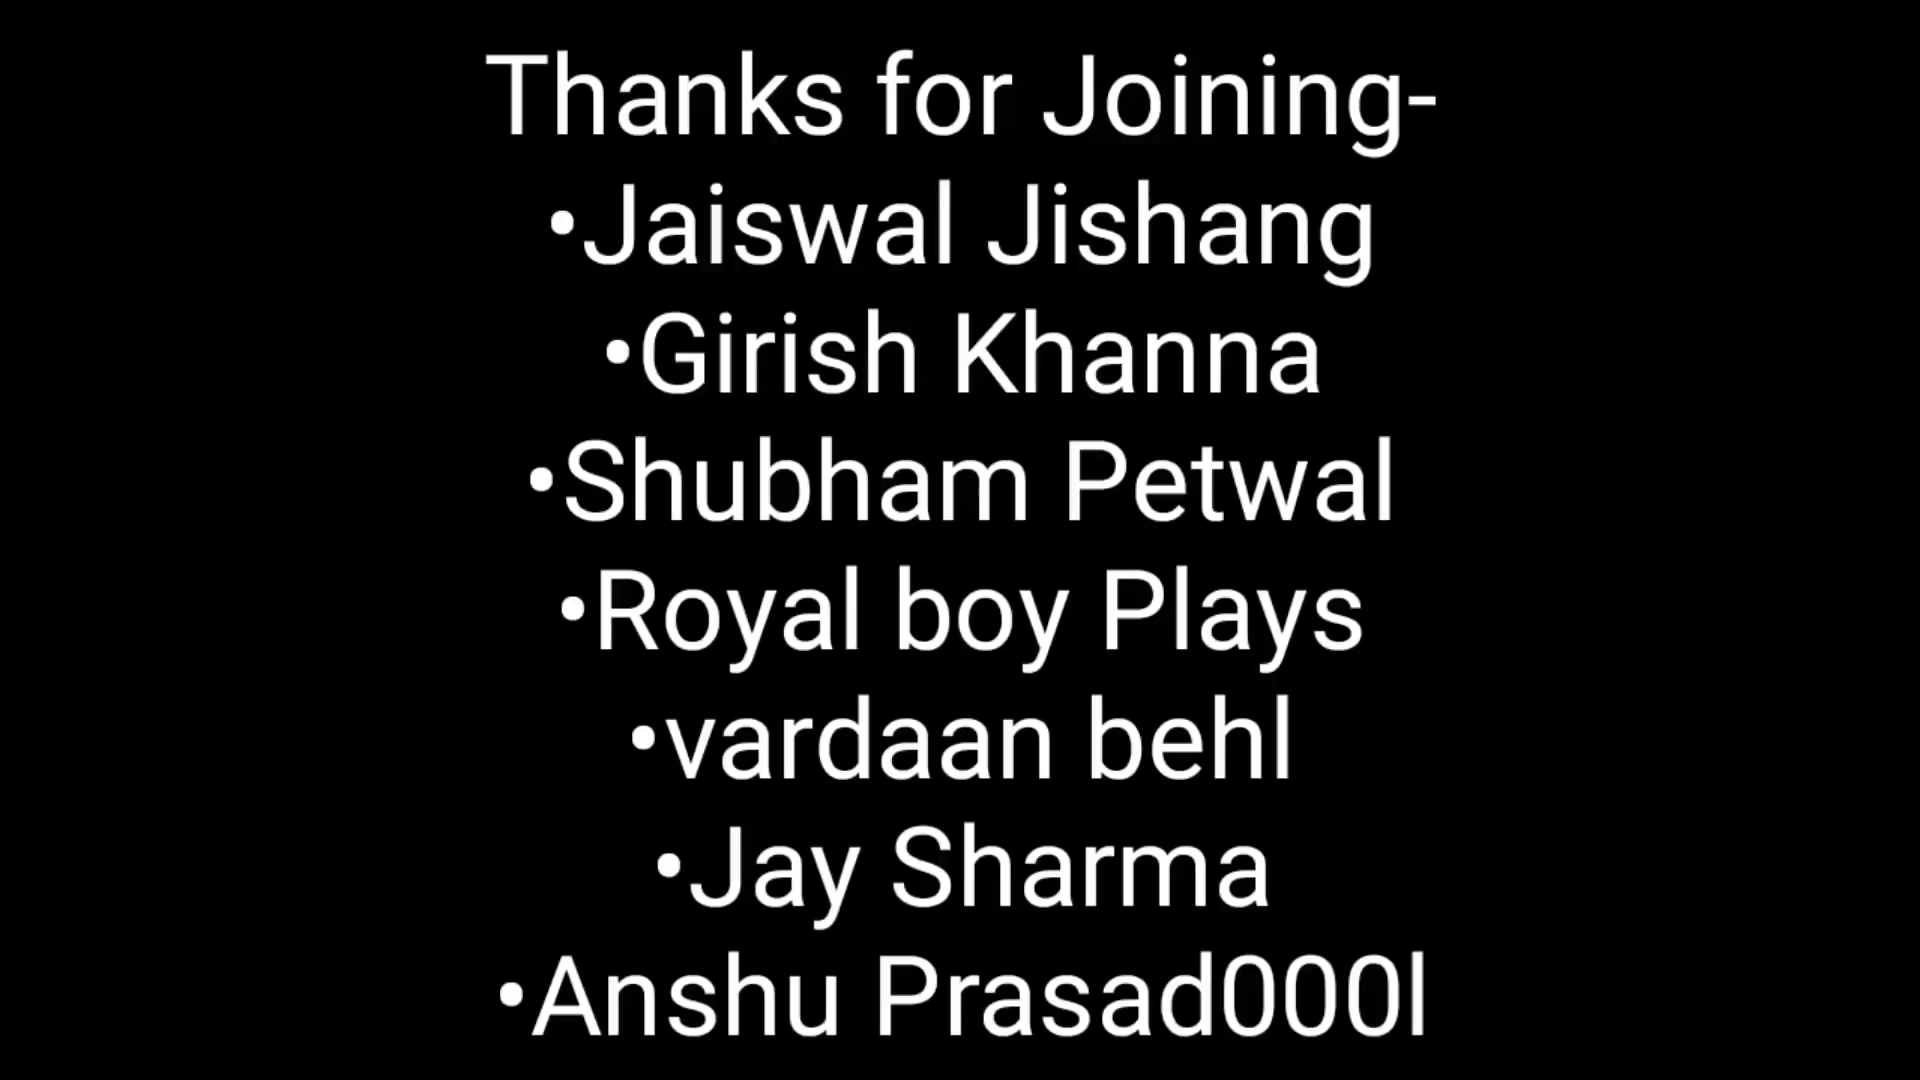 Thanks for Joining-
•Jaiswal Jishang
•Girish Khanna
•Shubham Petwal
•Royal boy Plays
•vardaan behl
•Jay Sharma
•Anshu Prasad000l